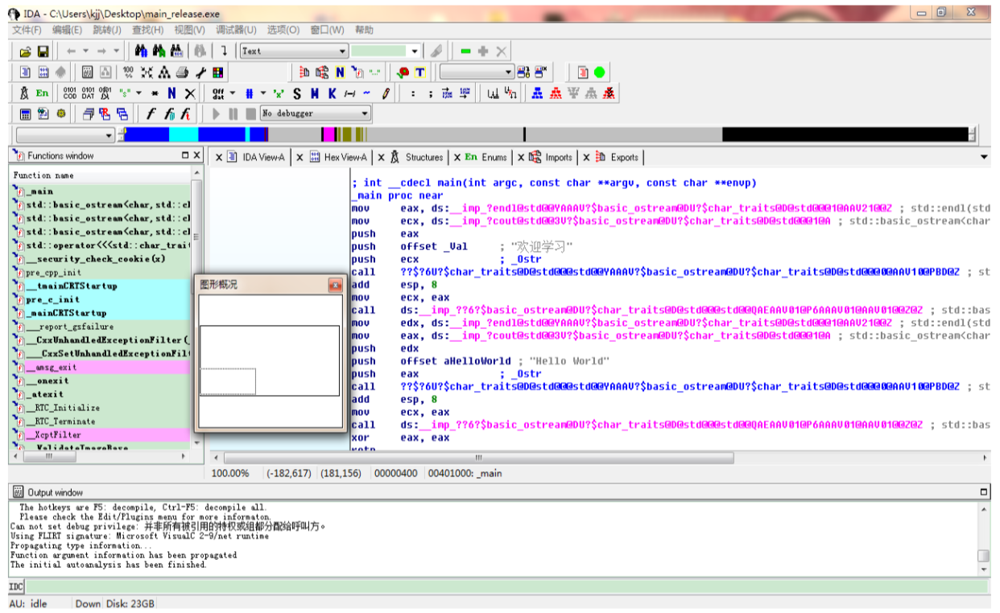 IDA - C:\Users\kjj\Desktop\main_release.exe
文件(F) 编辑(E) 跳转(J) 查找(H) 视图(V) 调试器(U) 选项(O) 窗口(W) 帮助
Text
En
No debugger
Functions window
IDA View-A Hex View-A Structures En Enums Imports Exports
Function name
_main
std::basic_ostream<char,std::cl
std::basic_ostream<char,std::cl
std::basic_ostream<char,std::cl
std::operator<<<std::char_trait
__security_check_cookie(x)
pre_cpp_init
__tmainCRTStartup
pre_c_init
_mainCRTStartup
___report_gsfailure
__CxxUnhandledExceptionFilter(_
___CxxSetUnhandledExceptionFilt
__amsg_exit
__onexit
_atexit
_RTC_Initialize
_RTC_Terminate
__XcptFilter
__ValidateImageBase
图形概况
; int __cdecl main(int argc, const char **argv, const char **envp)
_main proc near
mov eax, ds:__imp_?endl@std@@YAAAV?$basic_ostream@DU?$char_traits@D@std@@@1@AAV21@@Z ; std::endl(std
mov ecx, ds:__imp_?cout@std@@3V?$basic_ostream@DU?$char_traits@D@std@@@1@A ; std::basic_ostream<char
push eax
push offset _Val ; "欢迎学习"
push ecx ; _Ostr
call ??$?6U?$char_traits@D@std@@@std@@YAAAV?$basic_ostream@DU?$char_traits@D@std@@@0@AAV10@PBD@Z ; st
add esp, 8
mov ecx, eax
call ds:__imp_??6?$basic_ostream@DU?$char_traits@D@std@@@std@@QAEAAV01@P6AAAV01@AAV01@@Z@Z ; std::bas
mov edx, ds:__imp_?endl@std@@YAAAV?$basic_ostream@DU?$char_traits@D@std@@@1@AAV21@@Z ; std::endl(std
mov eax, ds:__imp_?cout@std@@3V?$basic_ostream@DU?$char_traits@D@std@@@1@A ; std::basic_ostream<char
push edx
push offset aHelloWorld ; "Hello World"
push eax ; _Ostr
call ??$?6U?$char_traits@D@std@@@std@@YAAAV?$basic_ostream@DU?$char_traits@D@std@@@0@AAV10@PBD@Z ; st
add esp, 8
mov ecx, eax
call ds:__imp_??6?$basic_ostream@DU?$char_traits@D@std@@@std@@QAEAAV01@P6AAAV01@AAV01@@Z@Z ; std::bas
xor eax, eax
retn
100.00% (-182,617) (181,156) 00000400 00401000: _main
Output window
The hotkeys are F5: decompile, Ctrl-F5: decompile all.
Please check the Edit/Plugins menu for more informaton.
Can not set debug privilege: 并非所有被引用的特权或组都分配给呼叫方。
Using FLIRT signature: Microsoft VisualC 2-9/net runtime
Propagating type information...
Function argument information has been propagated
The initial autoanalysis has been finished.
IDC
AU: idle Down Disk: 23GB